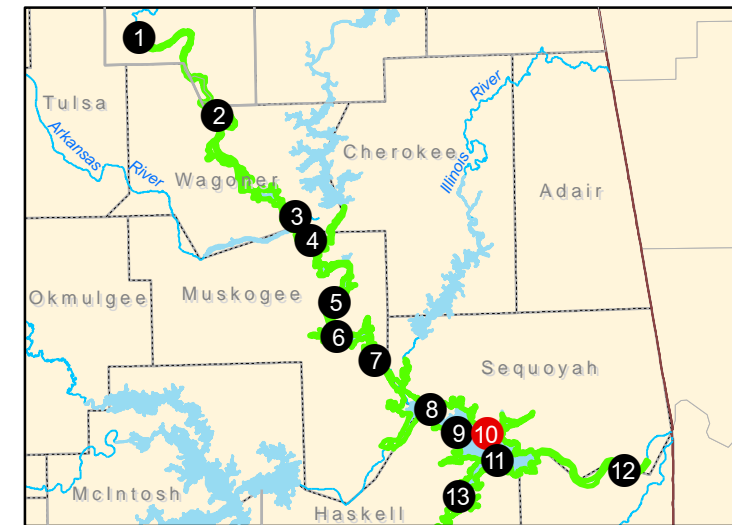 1
2
Tulsa
Arkansas
River
River
Illinois
Cherokee
Wagoner
Adair
3
4
Okmulgee
Muskogee
5
6
7
Sequoyah
8
9
10
11
12
13
McIntosh
Haskell